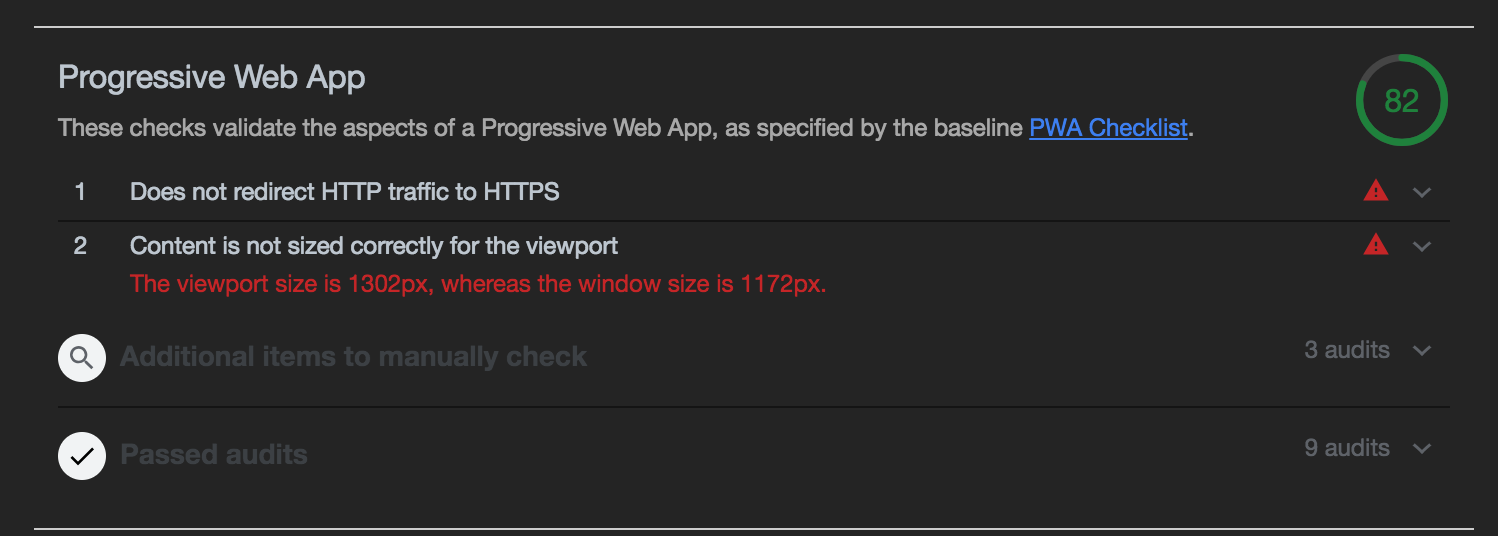 Progressive Web App
82
These checks validate the aspects of a Progressive Web App, as specified by the baseline PWA Checklist.
1 Does not redirect HTTP traffic to HTTPS
2 Content is not sized correctly for the viewport
The viewport size is 1302px, whereas the window size is 1172px.
Additional items to manually check 3 audits
Passed audits 9 audits